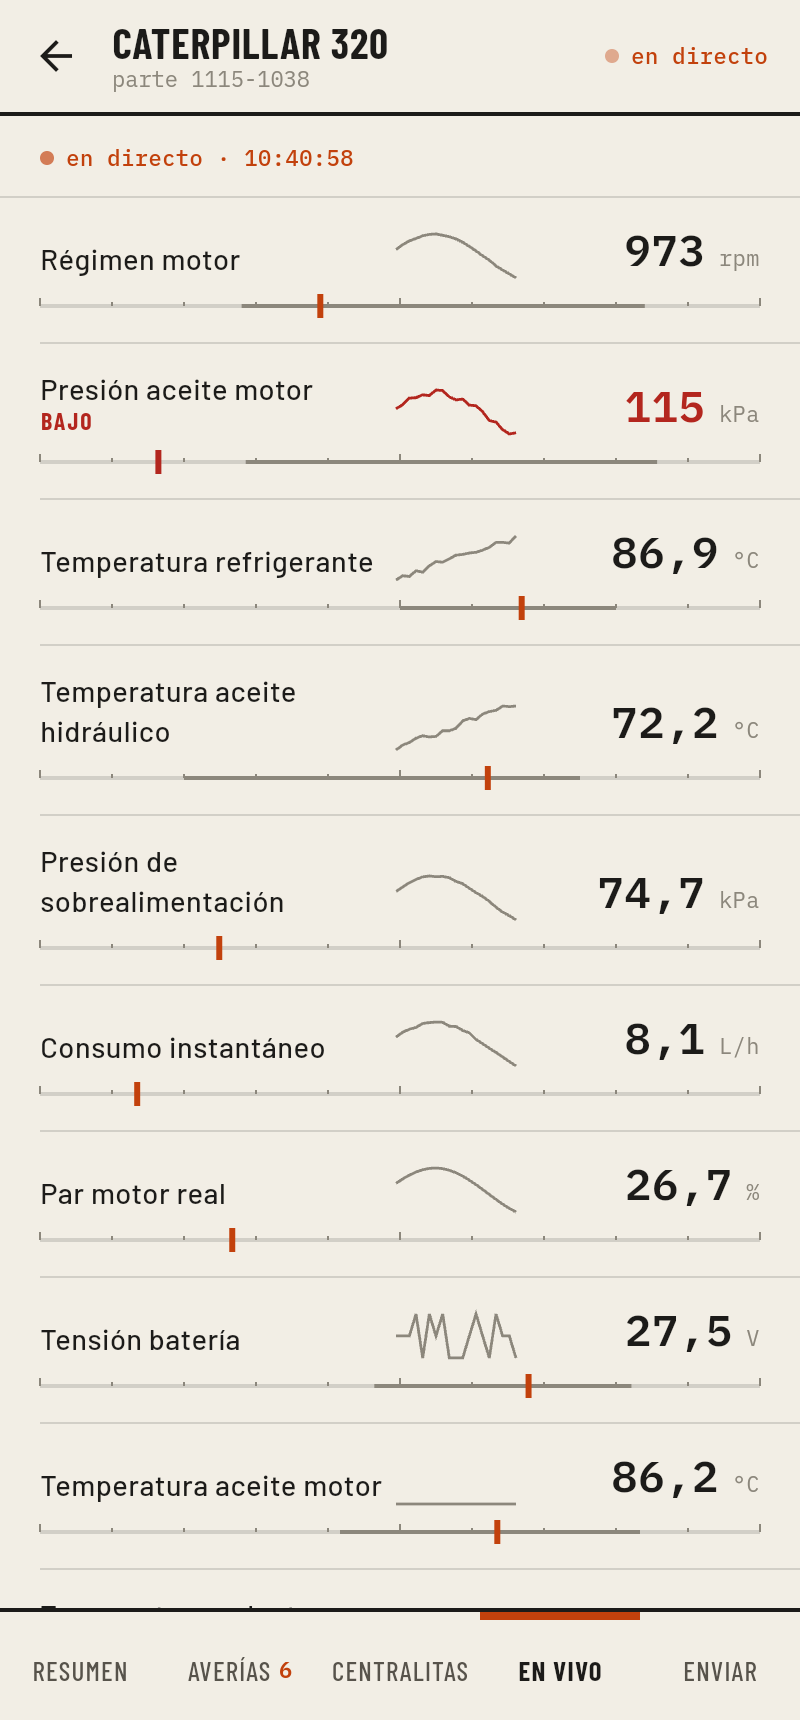 CATERPILLAR 320
parte 1115-1038
en directo
en directo · 10:40:58
Régimen motor
973 rpm
Presión aceite motor
BAJO
115 kPa
Temperatura refrigerante
86,9 °C
Temperatura aceite
hidráulico
72,2 °C
Presión de
sobrealimentación
74,7 kPa
Consumo instantáneo
8,1 L/h
Par motor real
26,7 %
Tensión batería
27,5 V
Temperatura aceite motor
86,2 °C
RESUMEN
AVERÍAS 6
CENTRALITAS
EN VIVO
ENVIAR